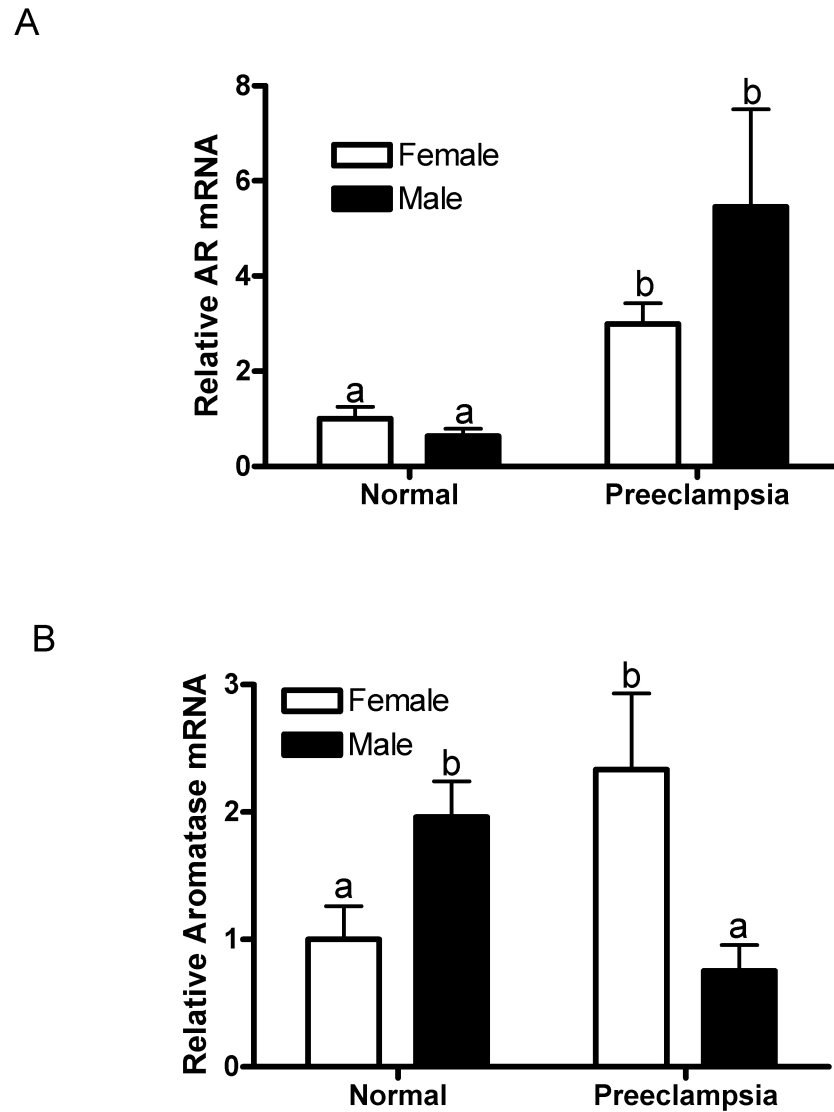 A
Relative AR mRNA
8
6
4
2
0
Female
Male
a
a
b
b
Normal
Preeclampsia
B
Relative Aromatase mRNA
3
2
1
0
Female
Male
a
b
b
a
Normal
Preeclampsia